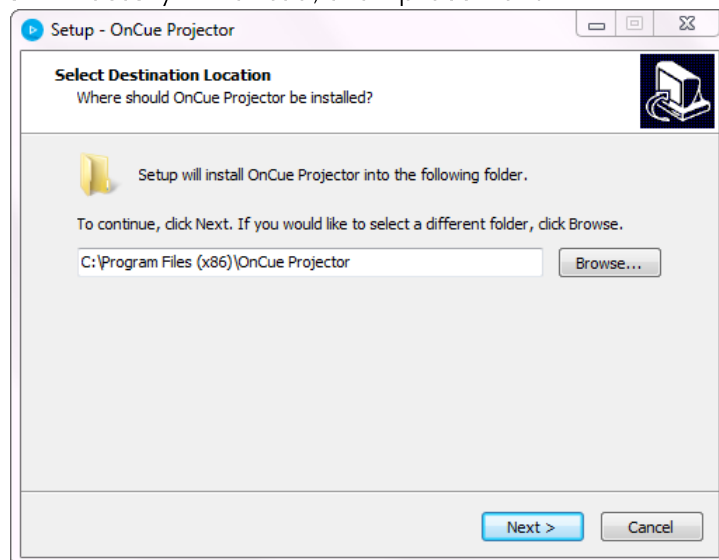 Setup - OnCue Projector
Select Destination Location
Where should OnCue Projector be installed?
Setup will install OnCue Projector into the following folder.
To continue, click Next. If you would like to select a different folder, click Browse.
C:\Program Files (x86)\OnCue Projector
Browse...
Next >
Cancel